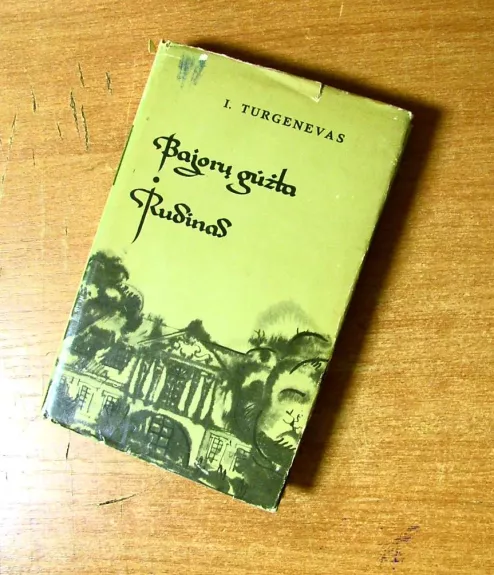 I. TURGENEVAS
Bajorų gūžta
•
Rudinas